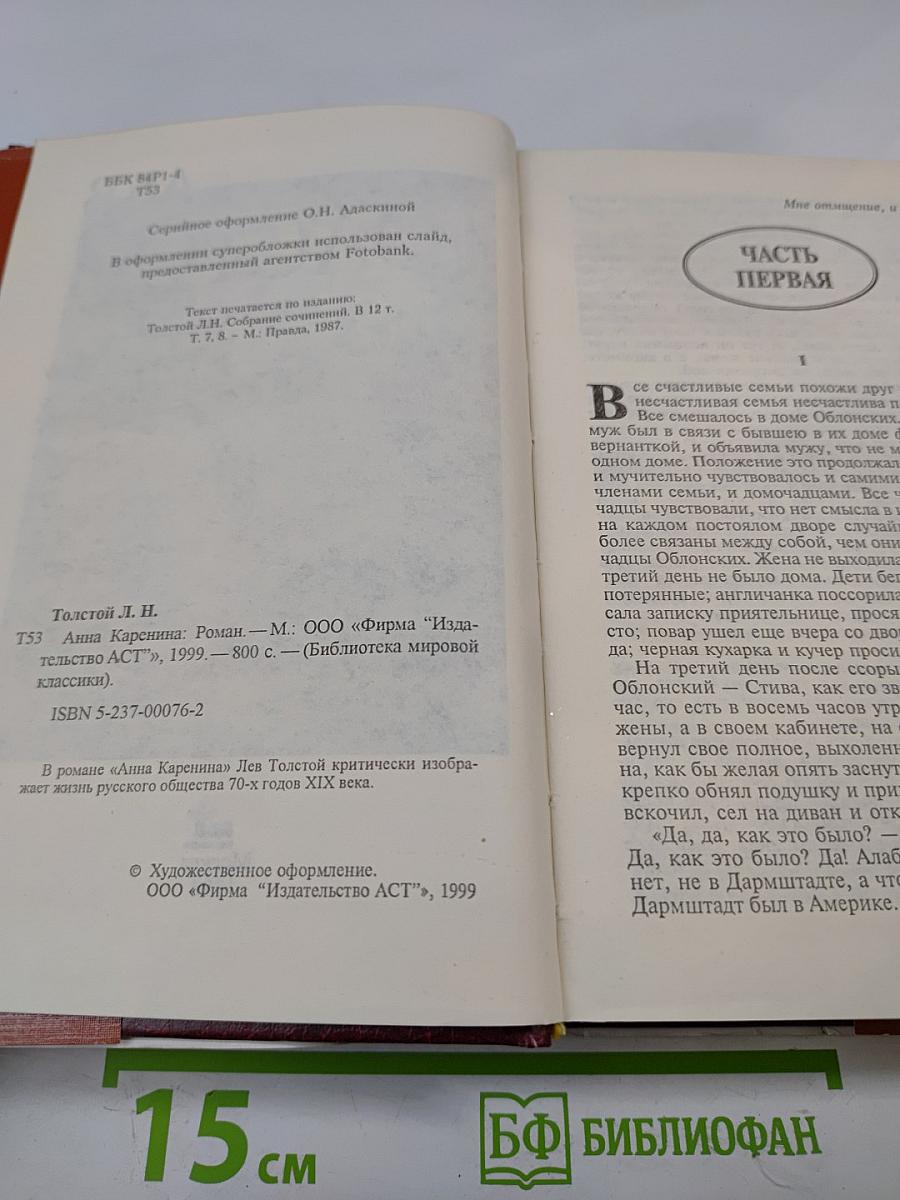 ББК 84Р1-4
Т53
Серийное оформление О.Н. Адаскиной
В оформлении суперобложки использован слайд,
предоставленный агентством Fotobank.
Текст печатается по изданию:
Толстой Л.Н. Собрание сочинений. В 12 т.
Т. 7, 8. – М.: Правда, 1987.
Толстой Л. Н.
Т53 Анна Каренина: Роман. — М.: ООО «Фирма “Изда-
тельство АСТ”», 1999. — 800 с. — (Библиотека мировой
классики).
ISBN 5-237-00076-2
В романе «Анна Каренина» Лев Толстой критически изобра-
жает жизнь русского общества 70-х годов XIX века.
© Художественное оформление.
ООО «Фирма “Издательство АСТ”», 1999
Мне отмщение, и
ЧАСТЬ
ПЕРВАЯ
I
Все счастливые семьи похожи друг
несчастливая семья несчастлива п
Все смешалось в доме Облонских.
муж был в связи с бывшею в их доме ф
вернанткой, и объявила мужу, что не м
одном доме. Положение это продолжал
и мучительно чувствовалось и самими
членами семьи, и домочадцами. Все ч
чадцы чувствовали, что нет смысла в и
на каждом постоялом дворе случай
более связаны между собой, чем они
чадцы Облонских. Жена не выходила
третий день не было дома. Дети бег
потерянные; англичанка поссорила
сала записку приятельнице, прося
сто; повар ушел еще вчера со дво
да; черная кухарка и кучер проси
На третий день после ссоры
Облонский — Стива, как его зв
час, то есть в восемь часов утр
жены, а в своем кабинете, на
вернул свое полное, выхоленн
на, как бы желая опять заснут
крепко обнял подушку и при
вскочил, сел на диван и отк
«Да, да, как это было? —
Да, как это было? Да! Алаб
нет, не в Дармштадте, а что
Дармштадт был в Америке.
15 см
БФ БИБЛИОФАН